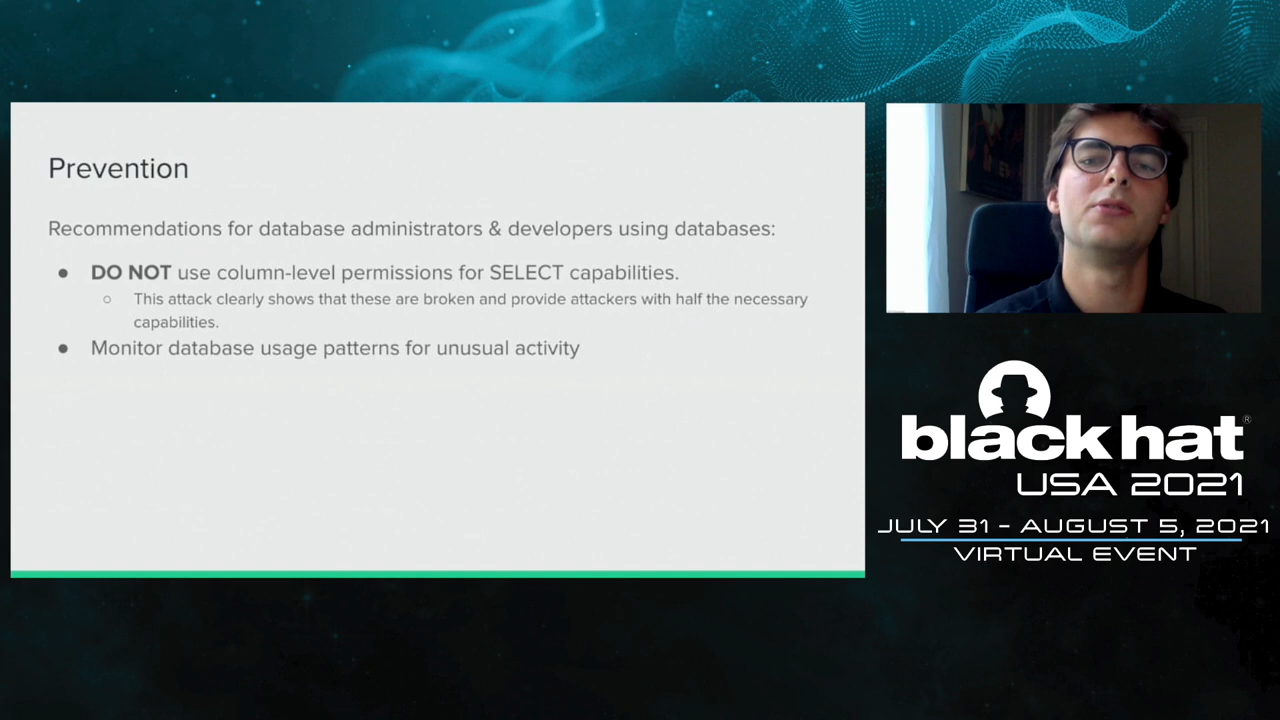 Prevention
Recommendations for database administrators & developers using databases:
● DO NOT use column-level permissions for SELECT capabilities.
○ This attack clearly shows that these are broken and provide attackers with half the necessary
capabilities.
● Monitor database usage patterns for unusual activity
black hat®
USA 2021
JULY 31 - AUGUST 5, 2021
VIRTUAL EVENT